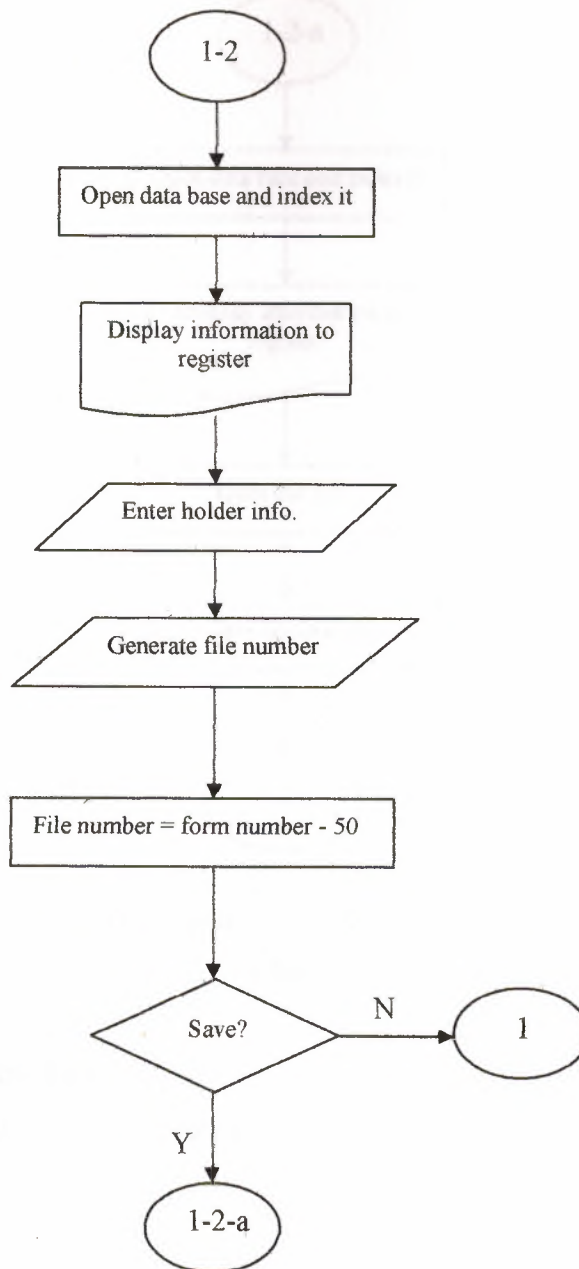 1-2
Open data base and index it
Display information to
register
Enter holder info.
Generate file number
File number = form number - 50
Save?
N
1
Y
1-2-a